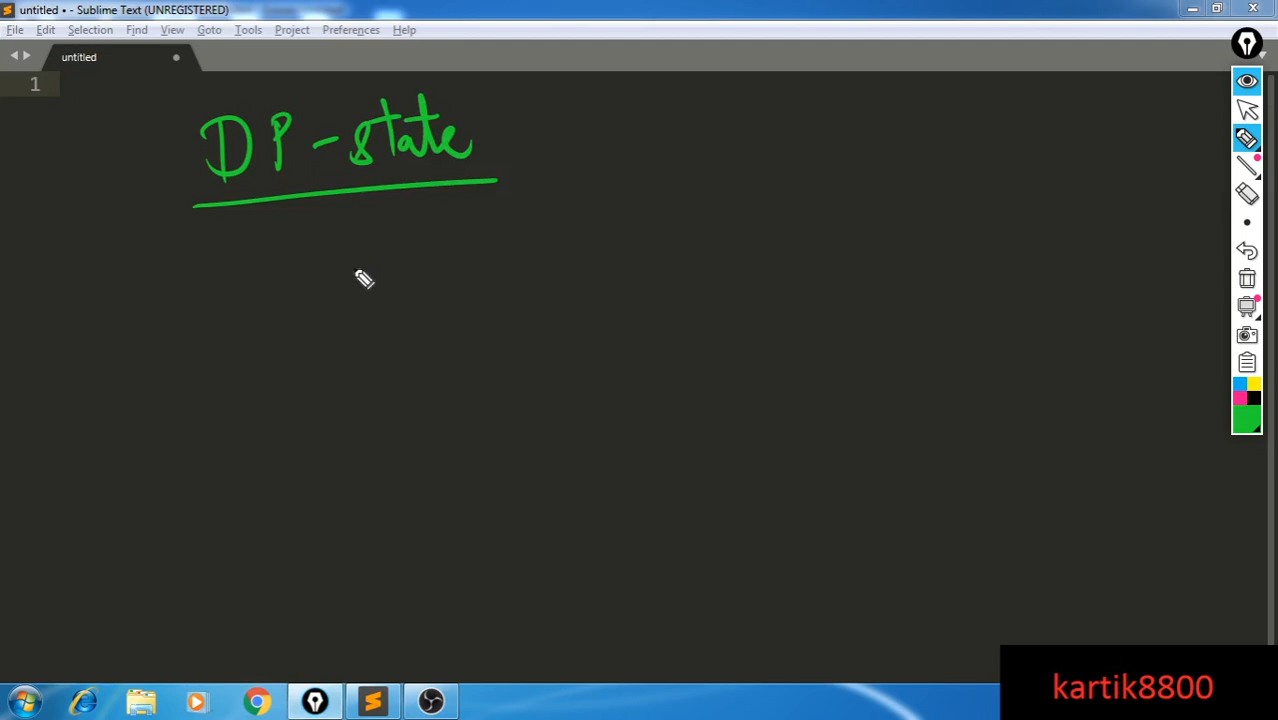 untitled • - Sublime Text (UNREGISTERED)
File Edit Selection Find View Goto Tools Project Preferences Help
untitled
1
DP - state
kartik8800